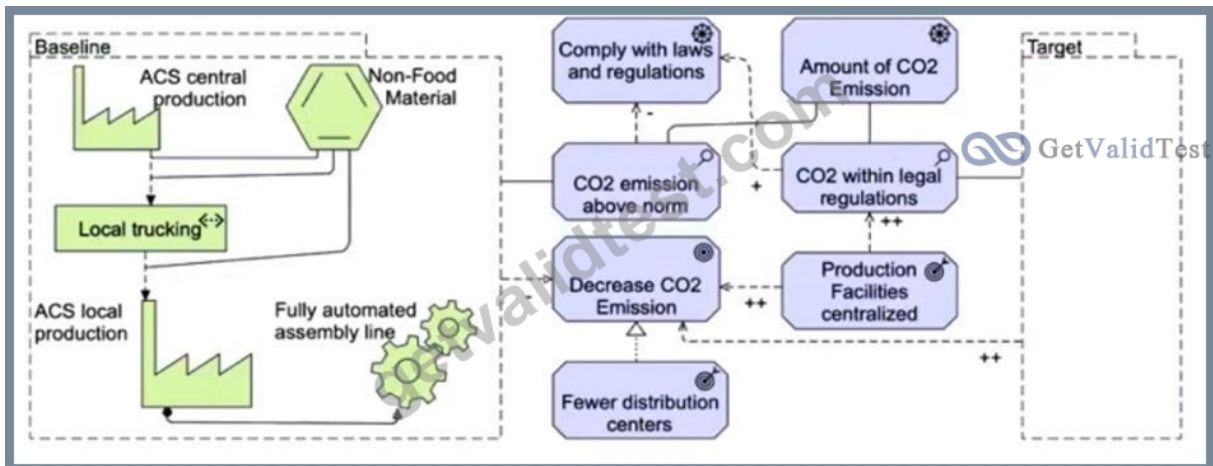 Baseline
ACS central
production
Non-Food
Material
Local trucking
ACS local
production
Fully automated
assembly line
Comply with laws
and regulations
-
CO2 emission
above norm
Amount of CO2
Emission
+
CO2 within legal
regulations
++
-
Decrease CO2
Emission
++
Production
Facilities
centralized
++
Fewer distribution
centers
Target
GetValidTest
getvalidtest.com